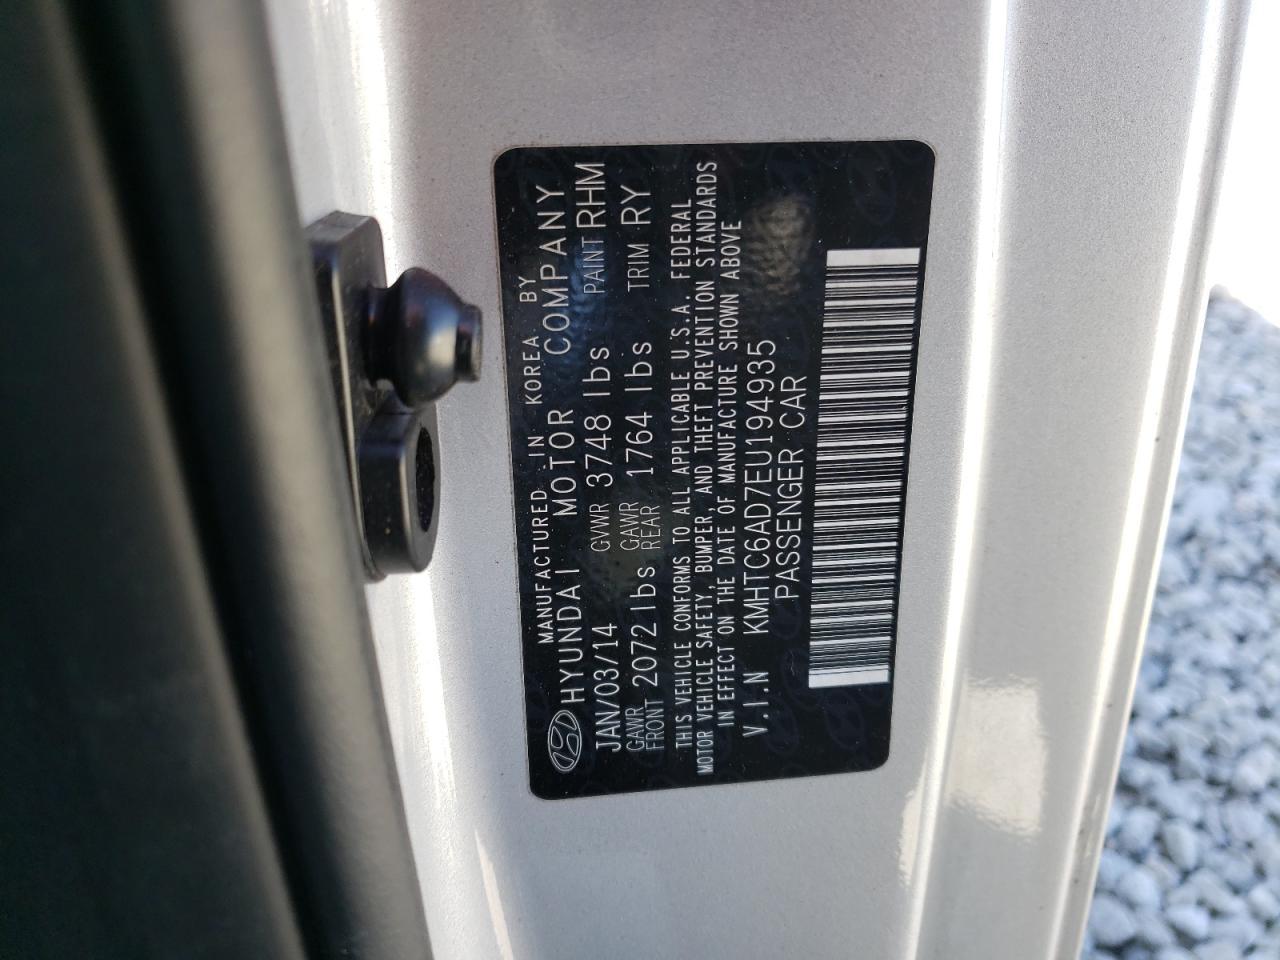 MANUFACTURED IN KOREA BY
HYUNDAI MOTOR COMPANY
JAN/03/14 GVWR 3748 lbs PAINT RHM
GAWR FRONT 2072 lbs GAWR REAR 1764 lbs TRIM RY
THIS VEHICLE CONFORMS TO ALL APPLICABLE U.S.A. FEDERAL
MOTOR VEHICLE SAFETY, BUMPER, AND THEFT PREVENTION STANDARDS
IN EFFECT ON THE DATE OF MANUFACTURE SHOWN ABOVE
V.I.N KMHTC6AD7EU194935
PASSENGER CAR